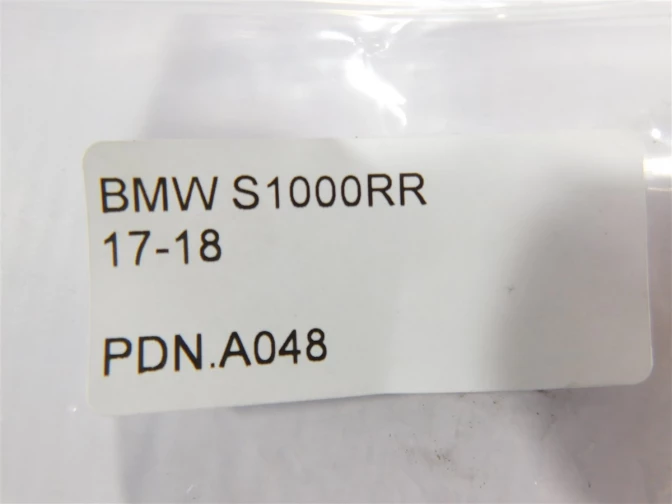 BMW S1000RR
17-18
PDN.A048